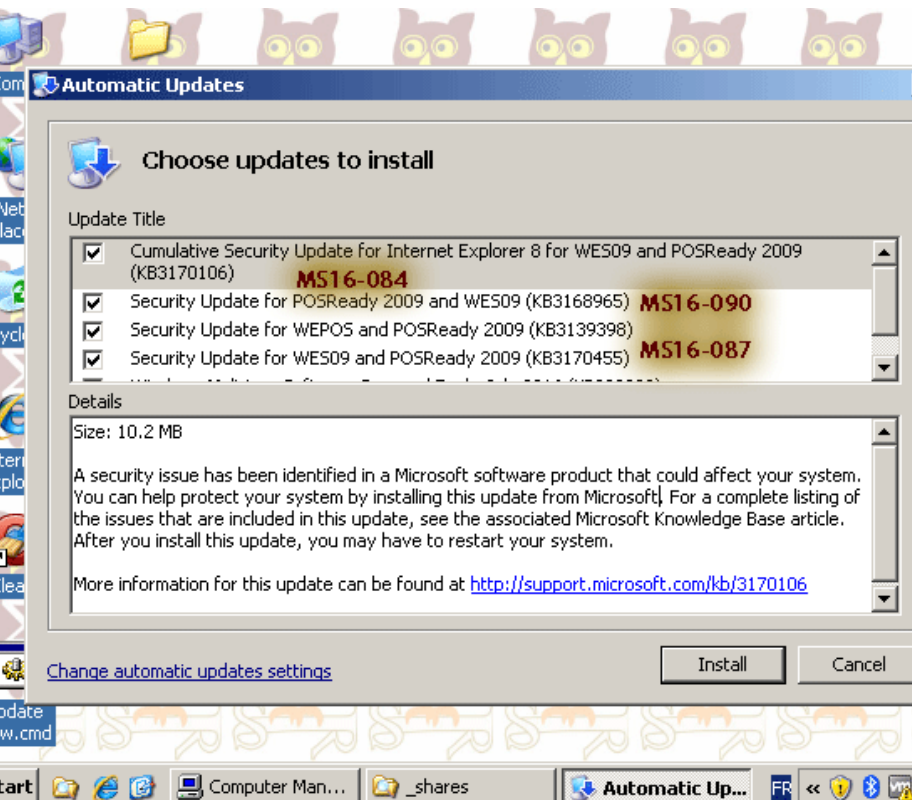 Automatic Updates
Choose updates to install
Update Title
Cumulative Security Update for Internet Explorer 8 for WES09 and POSReady 2009
(KB3170106)
MS16-084
Security Update for POSReady 2009 and WES09 (KB3168965) MS16-090
Security Update for WEPOS and POSReady 2009 (KB3139398)
Security Update for WES09 and POSReady 2009 (KB3170455) MS16-087
Details
Size: 10.2 MB
A security issue has been identified in a Microsoft software product that could affect your system.
You can help protect your system by installing this update from Microsoft. For a complete listing of
the issues that are included in this update, see the associated Microsoft Knowledge Base article.
After you install this update, you may have to restart your system.
More information for this update can be found at http://support.microsoft.com/kb/3170106
Change automatic updates settings
Install
Cancel
w.cmd
tart
Computer Man...
_shares
Automatic Up...
FR
«